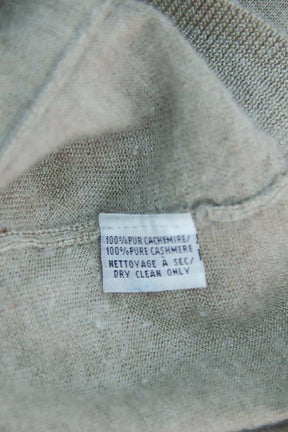 100% PUR CACHEMIRE/
100% PURE CASHMERE
NETTOYAGE À SEC/
DRY CLEAN ONLY